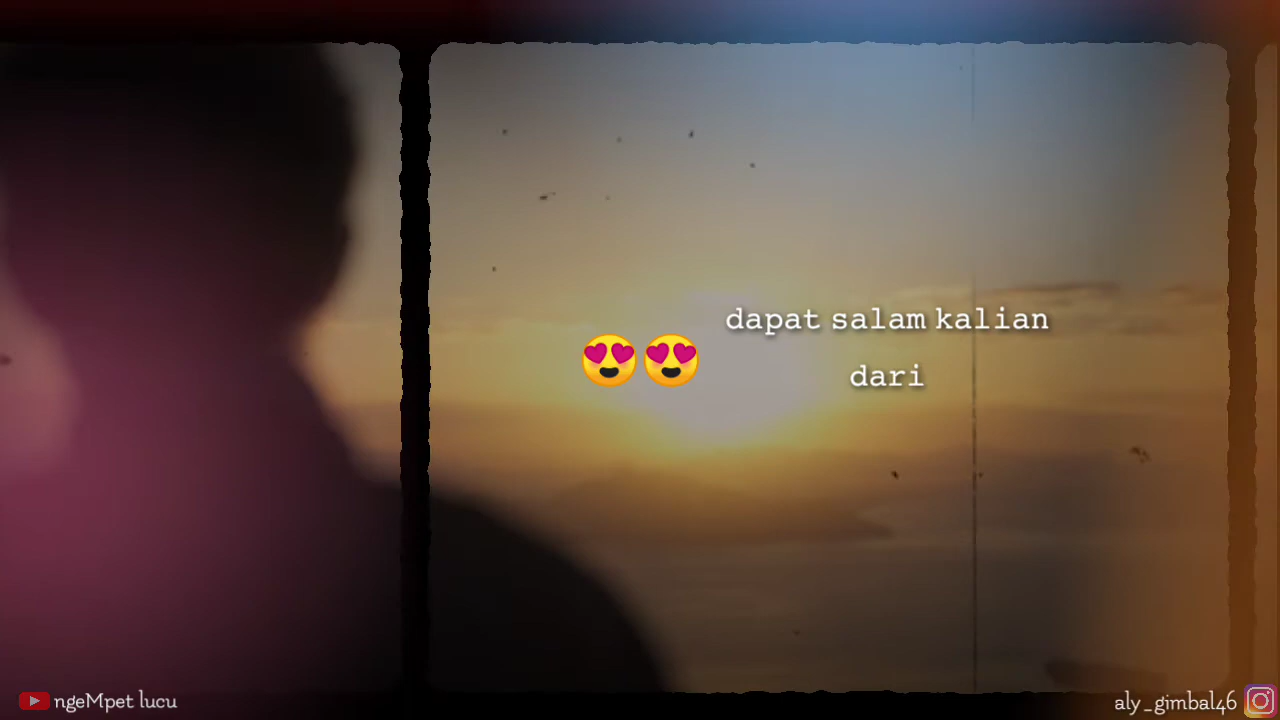 dapat salam kalian
😍😍
dari
ngeMpet lucu
aly_gimbal46